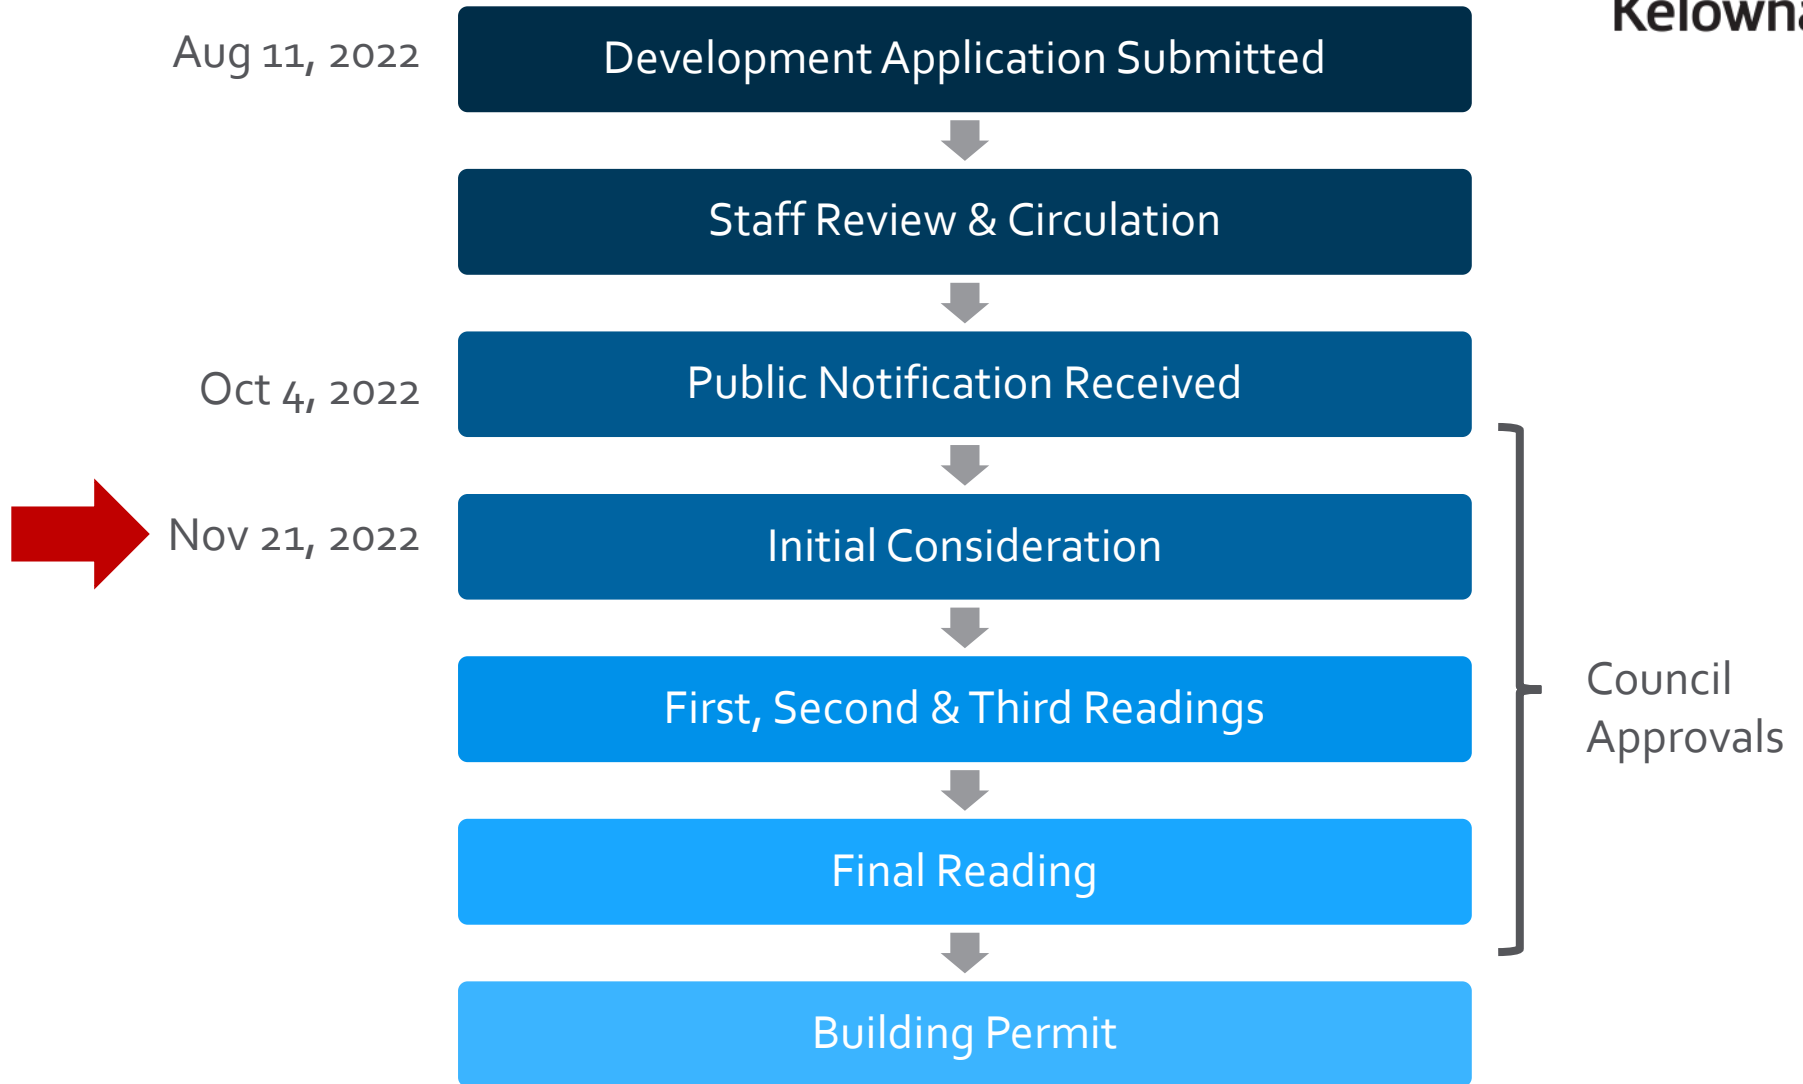 Kelowna
Aug 11, 2022
Development Application Submitted
Staff Review & Circulation
Oct 4, 2022
Public Notification Received
Nov 21, 2022
Initial Consideration
First, Second & Third Readings
Council
Approvals
Final Reading
Building Permit